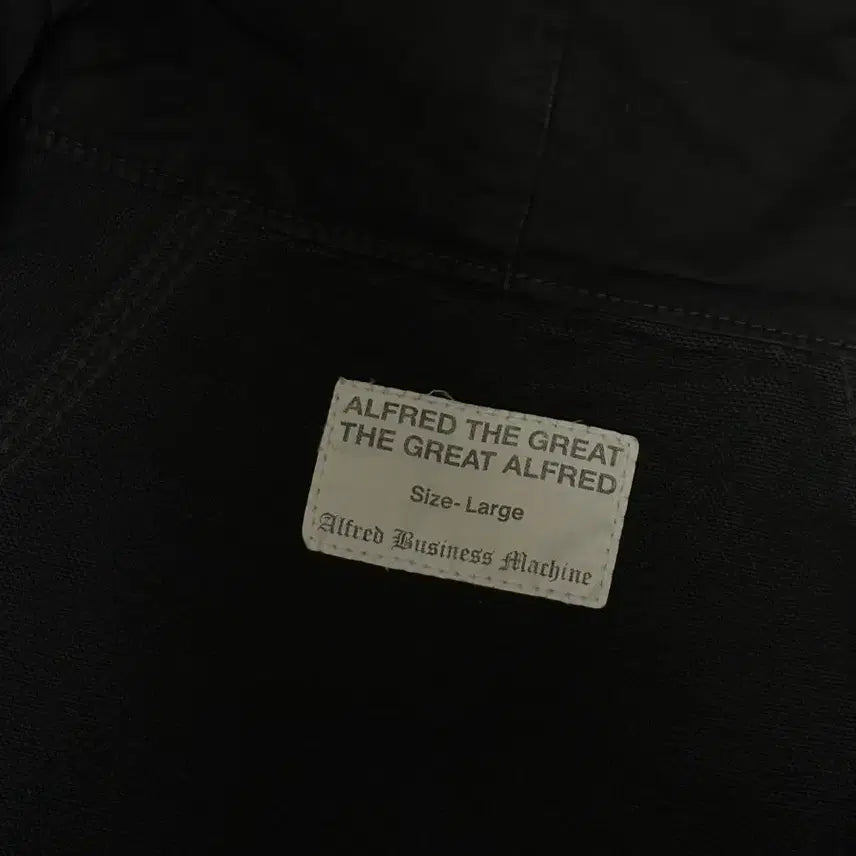 ALFRED THE GREAT
THE GREAT ALFRED
Size-Large
Alfred Business Machine